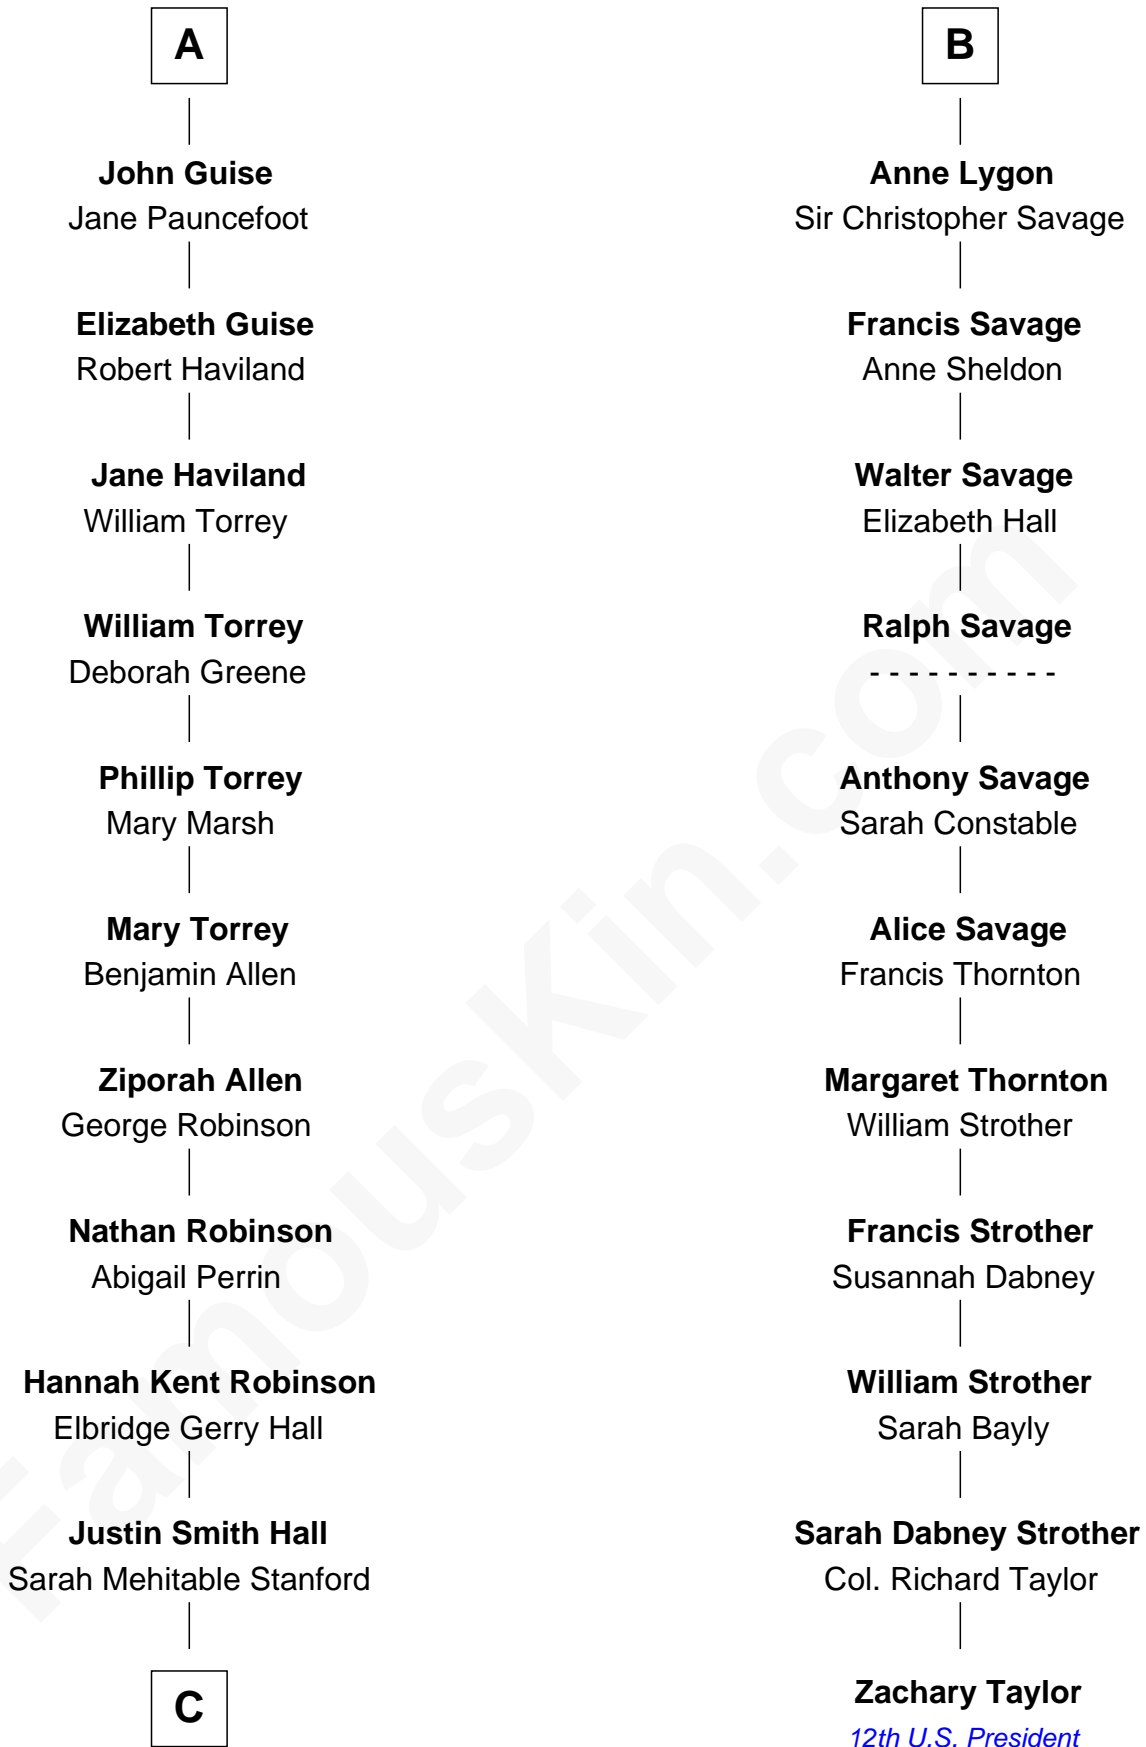 A
John Guise
Jane Pauncefoot
Elizabeth Guise
Robert Haviland
Jane Haviland
William Torrey
William Torrey
Deborah Greene
Phillip Torrey
Mary Marsh
Mary Torrey
Benjamin Allen
Ziporah Allen
George Robinson
Nathan Robinson
Abigail Perrin
Hannah Kent Robinson
Elbridge Gerry Hall
Justin Smith Hall
Sarah Mehitable Stanford
C
B
Anne Lygon
Sir Christopher Savage
Francis Savage
Anne Sheldon
Walter Savage
Elizabeth Hall
Ralph Savage
- - - - - - - - - -
Anthony Savage
Sarah Constable
Alice Savage
Francis Thornton
Margaret Thornton
William Strother
Francis Strother
Susannah Dabney
William Strother
Sarah Bayly
Sarah Dabney Strother
Col. Richard Taylor
Zachary Taylor
12th U.S. President
FamousKin.com